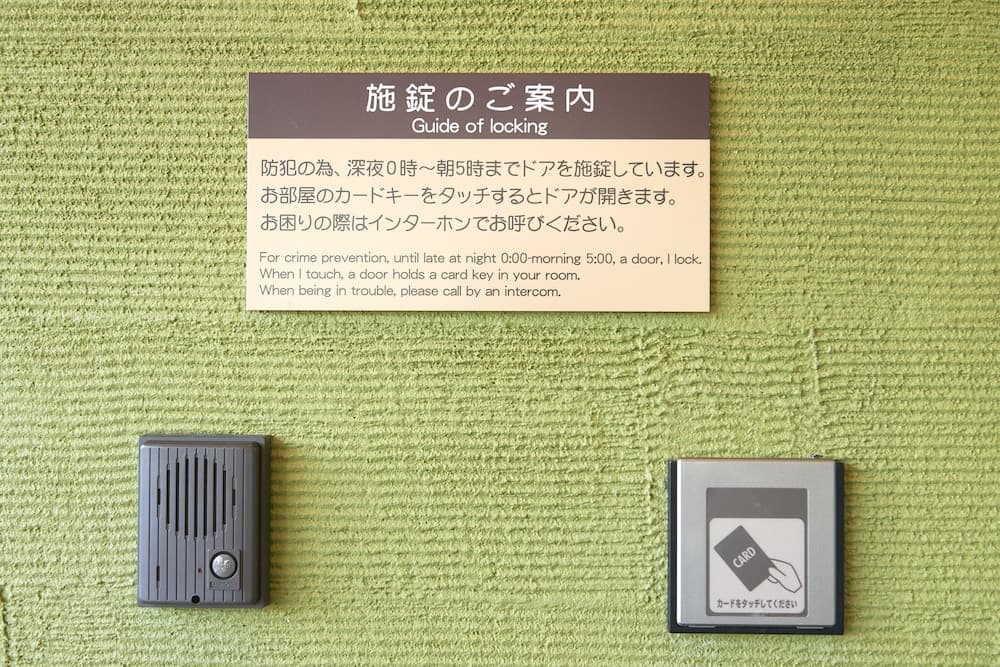 施錠のご案内
Guide of locking
防犯の為、深夜0時～朝5時までドアを施錠しています。
お部屋のカードキーをタッチするとドアが開きます。
お困りの際はインターホンでお呼びください。
For crime prevention, until late at night 0:00-morning 5:00, a door, I lock.
When I touch, a door holds a card key in your room.
When being in trouble, please call by an intercom.
CARD
カードをタッチしてください